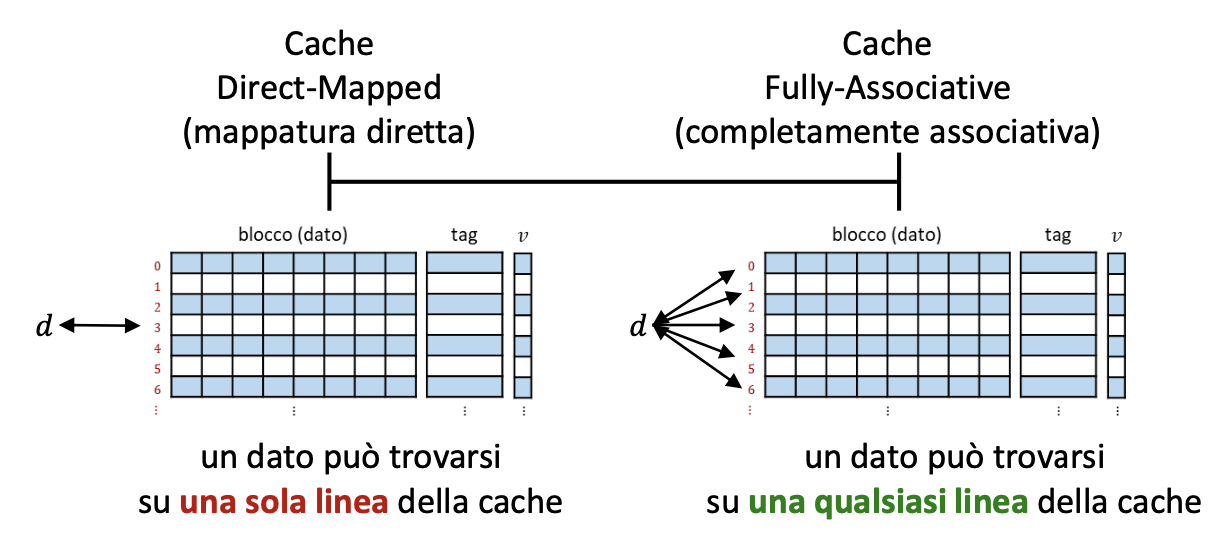 Cache
Direct-Mapped
(mappatura diretta)
blocco (dato) tag v
0
1
2
3
4
5
6
⋮ ⋮ ⋮ ⋮
d
un dato può trovarsi
su una sola linea della cache
Cache
Fully-Associative
(completamente associativa)
blocco (dato) tag v
0
1
2
3
4
5
6
⋮ ⋮ ⋮ ⋮
d
un dato può trovarsi
su una qualsiasi linea della cache